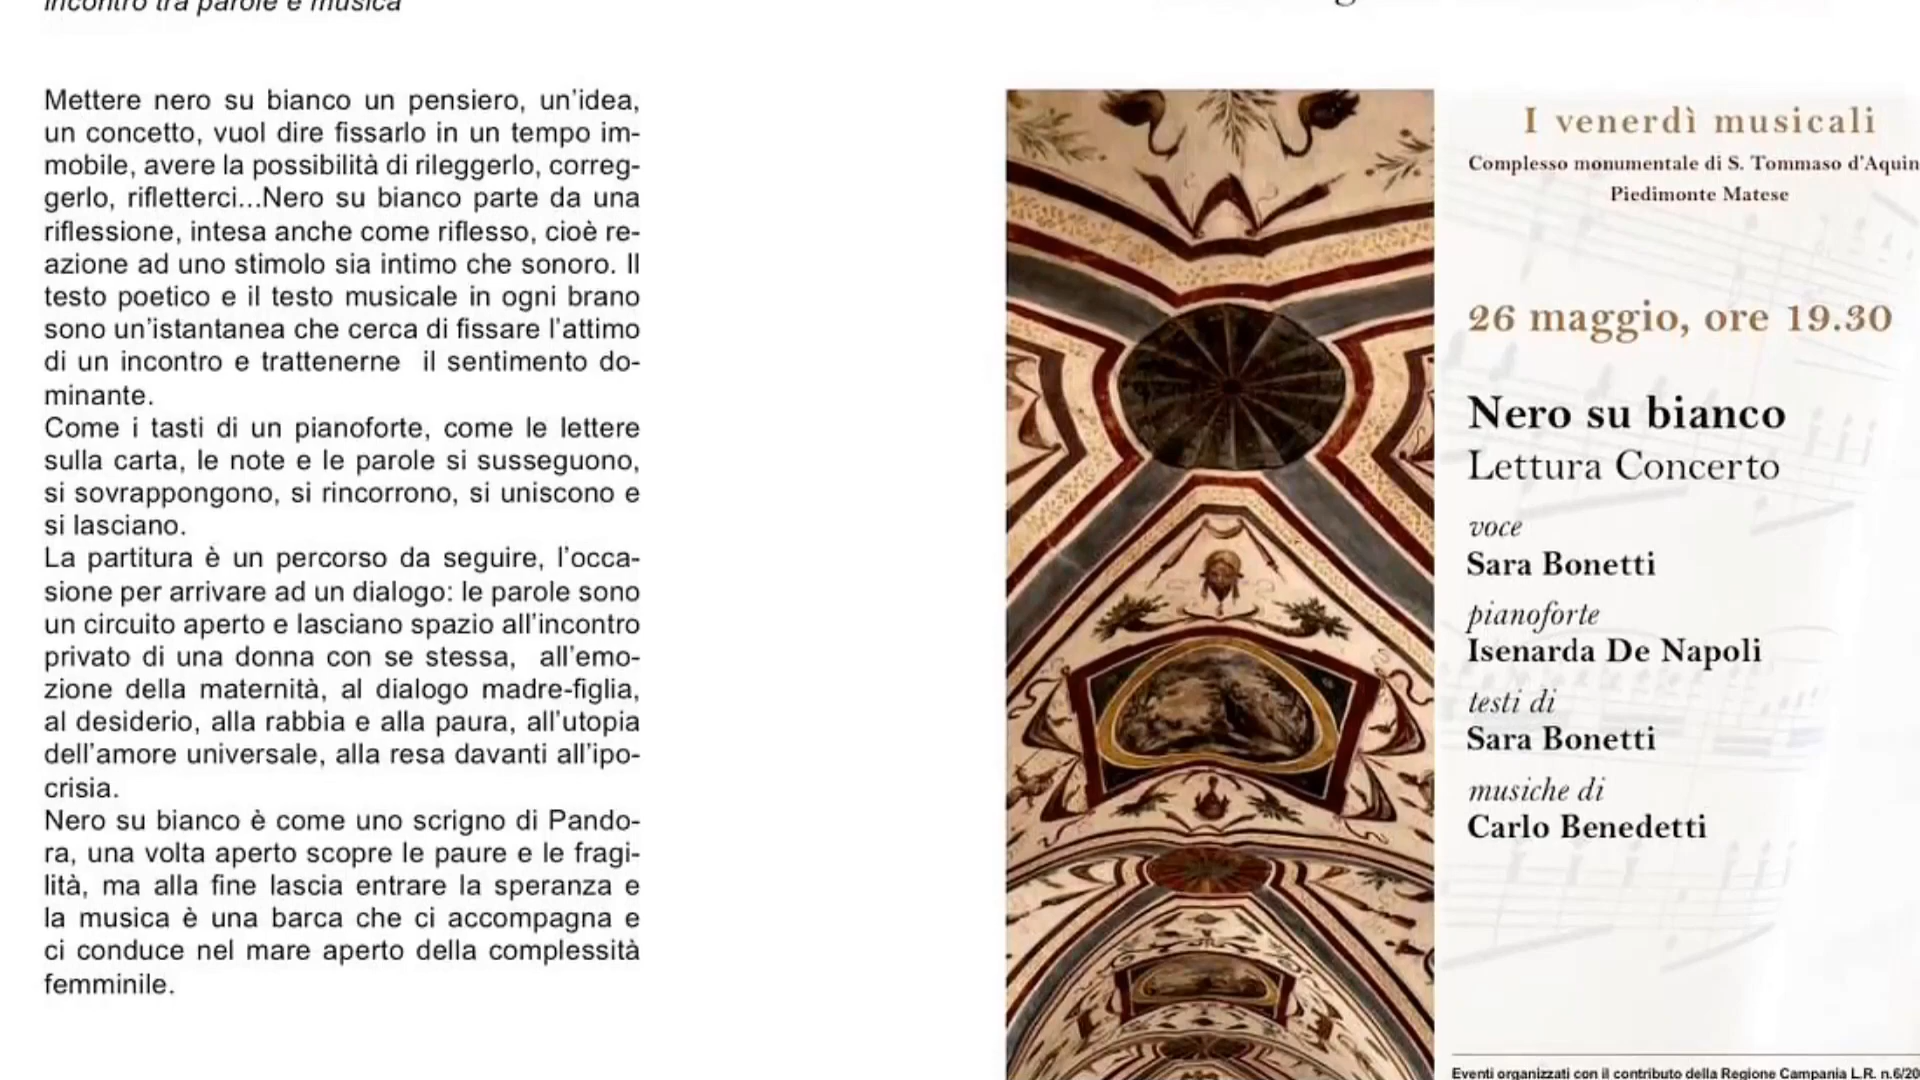 incontro tra parole e musica
Mettere nero su bianco un pensiero, un'idea,
un concetto, vuol dire fissarlo in un tempo im-
mobile, avere la possibilità di rileggerlo, correg-
gerlo, rifletterci...Nero su bianco parte da una
riflessione, intesa anche come riflesso, cioè re-
azione ad uno stimolo sia intimo che sonoro. Il
testo poetico e il testo musicale in ogni brano
sono un'istantanea che cerca di fissare l'attimo
di un incontro e trattenerne  il sentimento do-
minante.
Come i tasti di un pianoforte, come le lettere
sulla carta, le note e le parole si susseguono,
si sovrappongono, si rincorrono, si uniscono e
si lasciano.
La partitura è un percorso da seguire, l'occa-
sione per arrivare ad un dialogo: le parole sono
un circuito aperto e lasciano spazio all'incontro
privato di una donna con se stessa,  all'emo-
zione della maternità, al dialogo madre-figlia,
al desiderio, alla rabbia e alla paura, all'utopia
dell'amore universale, alla resa davanti all'ipo-
crisia.
Nero su bianco è come uno scrigno di Pando-
ra, una volta aperto scopre le paure e le fragi-
lità, ma alla fine lascia entrare la speranza e
la musica è una barca che ci accompagna e
ci conduce nel mare aperto della complessità
femminile.
I venerdì musicali
Complesso monumentale di S. Tommaso d'Aquin
Piedimonte Matese
26 maggio, ore 19.30
Nero su bianco
Lettura Concerto
voce
Sara Bonetti
pianoforte
Isenarda De Napoli
testi di
Sara Bonetti
musiche di
Carlo Benedetti
Eventi organizzati con il contributo della Regione Campania L.R. n.6/20